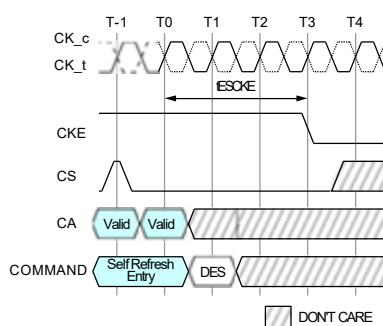 T-1 T0 T1 T2 T3 T4
CK_c
CK_t
tESCKE
CKE
CS
CA Valid Valid
COMMAND Self Refresh Entry DES
DON'T CARE